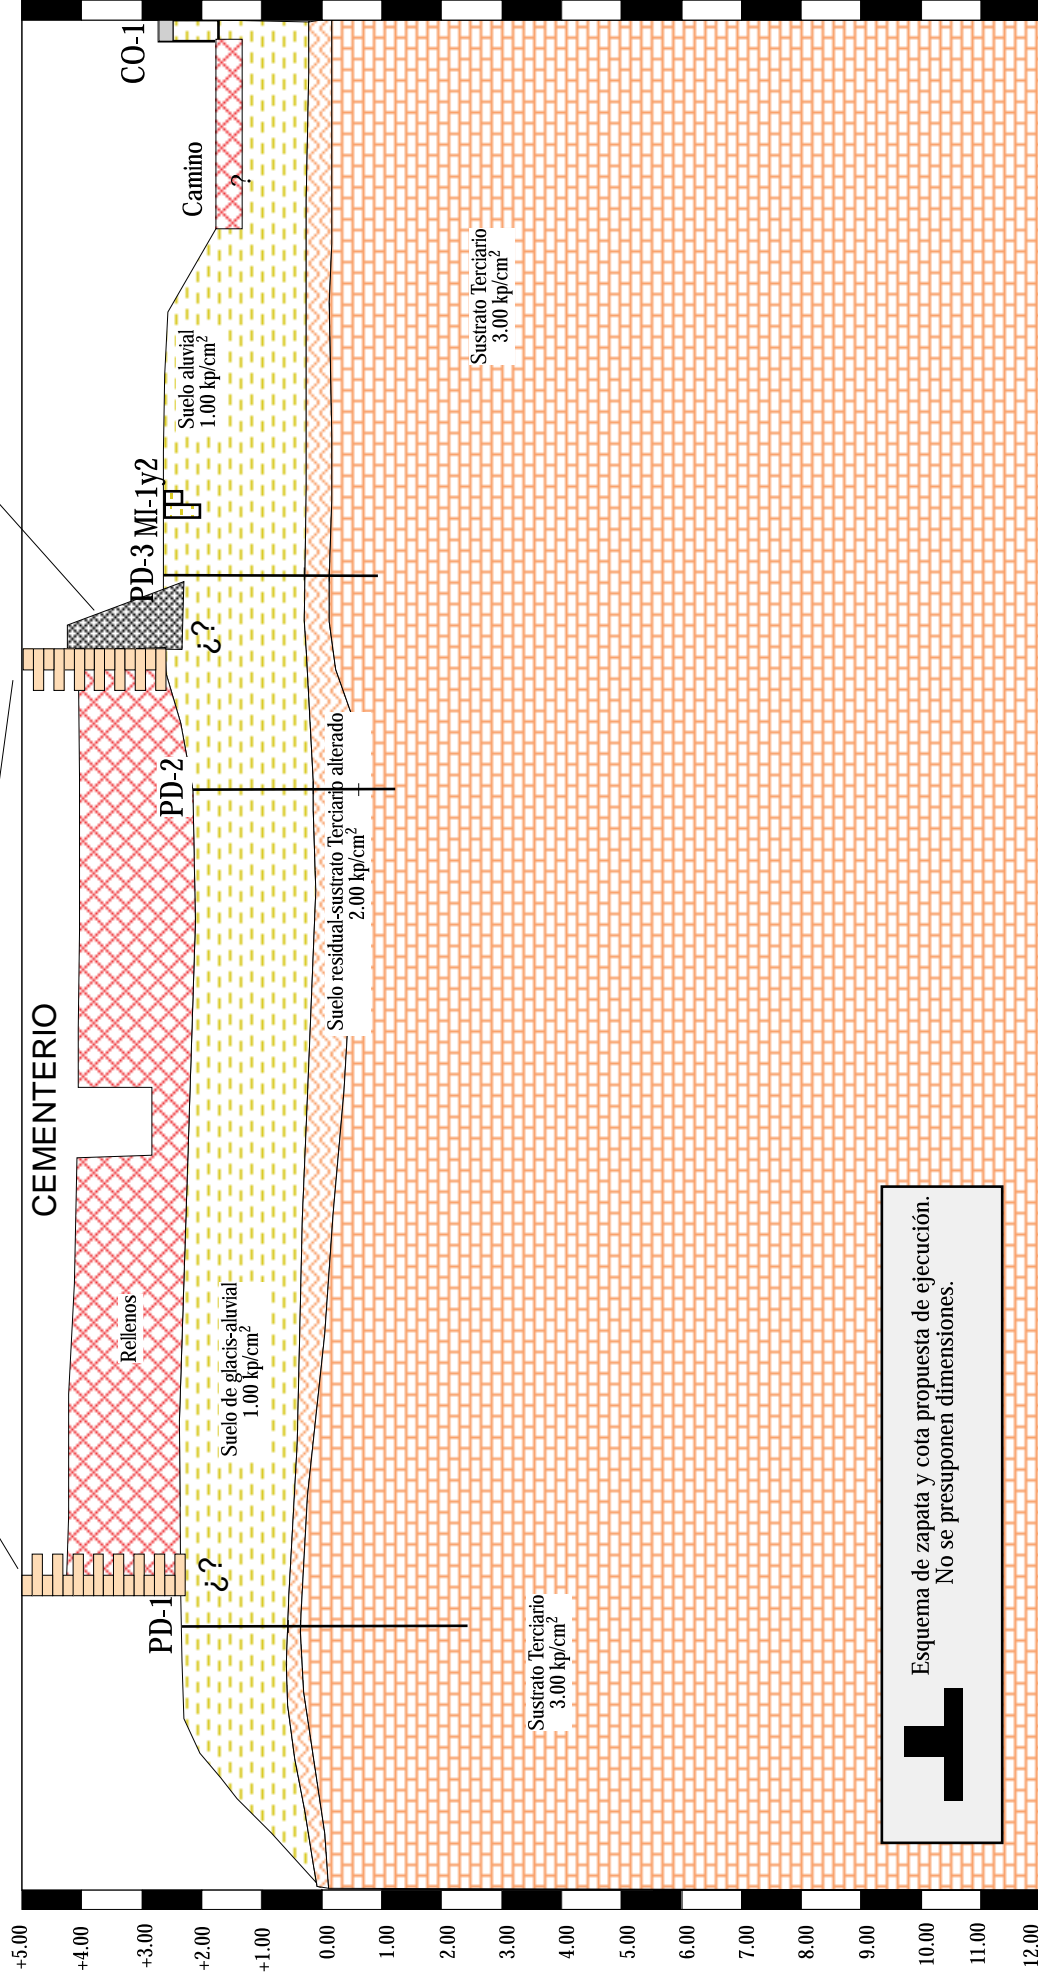 CEMENTERIO
CO-1
Camino
?
Suelo aluvial
1.00 kp/cm²
PD-3 MI-1y2
¿?
PD-2
Suelo residual-sustrato Terciario alterado
2.00 kp/cm²
Sustrato Terciario
3.00 kp/cm²
Rellenos
Suelo de glacis-aluvial
1.00 kp/cm²
¿?
PD-1
Sustrato Terciario
3.00 kp/cm²
Esquema de zapata y cota propuesta de ejecución.
No se presuponen dimensiones.
+5.00
+4.00
+3.00
+2.00
+1.00
0.00
1.00
2.00
3.00
4.00
5.00
6.00
7.00
8.00
9.00
10.00
11.00
12.00